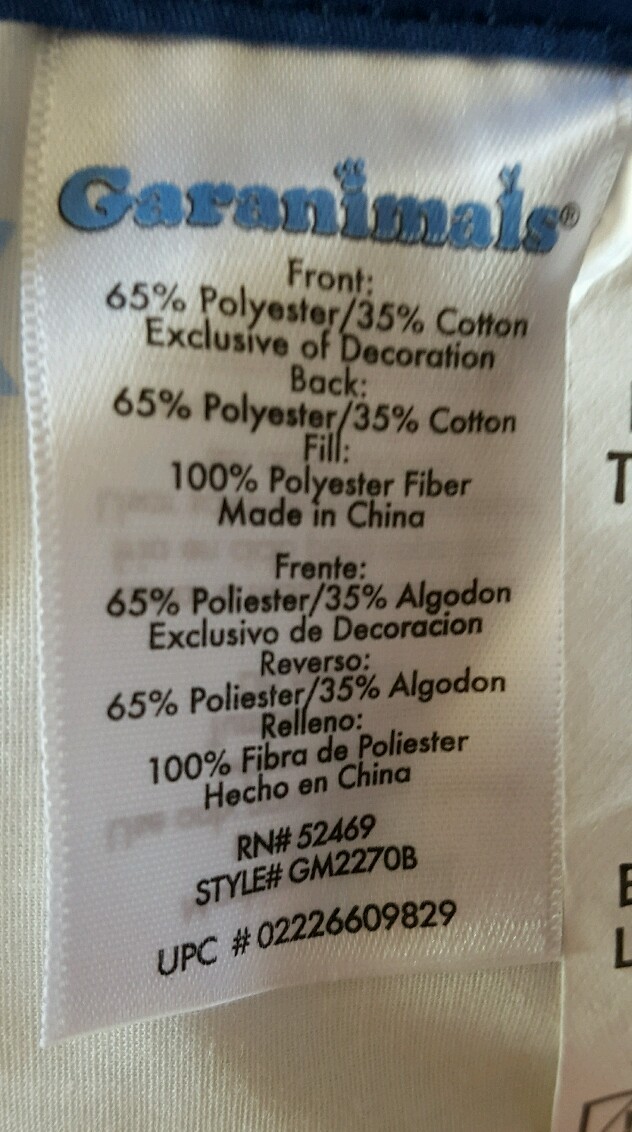 Garanimals®
Front:
65% Polyester/35% Cotton
Exclusive of Decoration
Back:
65% Polyester/35% Cotton
Fill:
100% Polyester Fiber
Made in China
Frente:
65% Poliester/35% Algodon
Exclusivo de Decoracion
Reverso:
65% Poliester/35% Algodon
Relleno:
100% Fibra de Poliester
Hecho en China
RN# 52469
STYLE# GM2270B
UPC # 02226609829